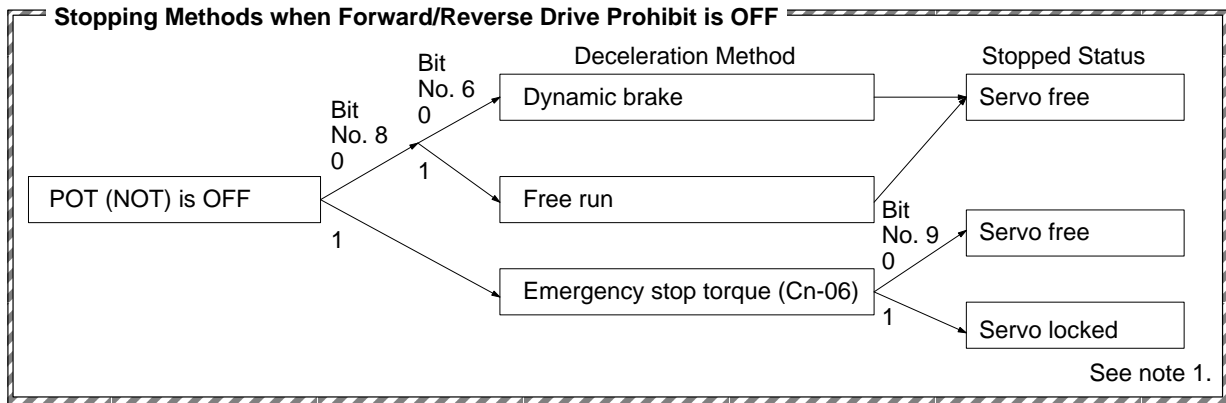 Stopping Methods when Forward/Reverse Drive Prohibit is OFF
Deceleration Method
Stopped Status
Bit
No. 6
0
Dynamic brake
Servo free
Bit
No. 8
0
1
Free run
POT (NOT) is OFF
1
Bit
No. 9
0
Servo free
Emergency stop torque (Cn-06)
1
Servo locked
See note 1.